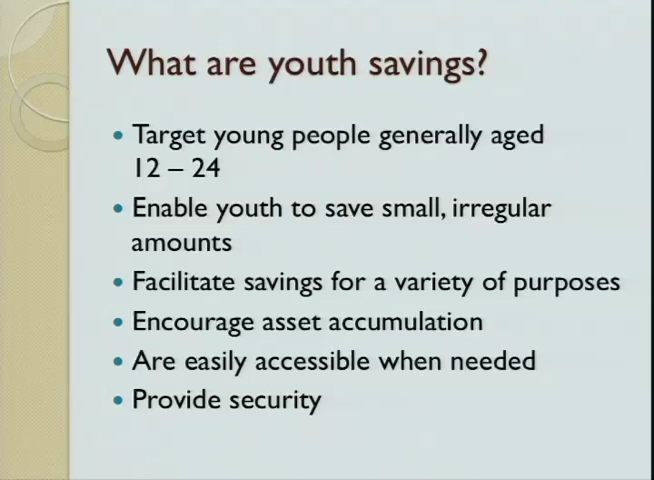 What are youth savings?
• Target young people generally aged
12 – 24
• Enable youth to save small, irregular
amounts
• Facilitate savings for a variety of purposes
• Encourage asset accumulation
• Are easily accessible when needed
• Provide security